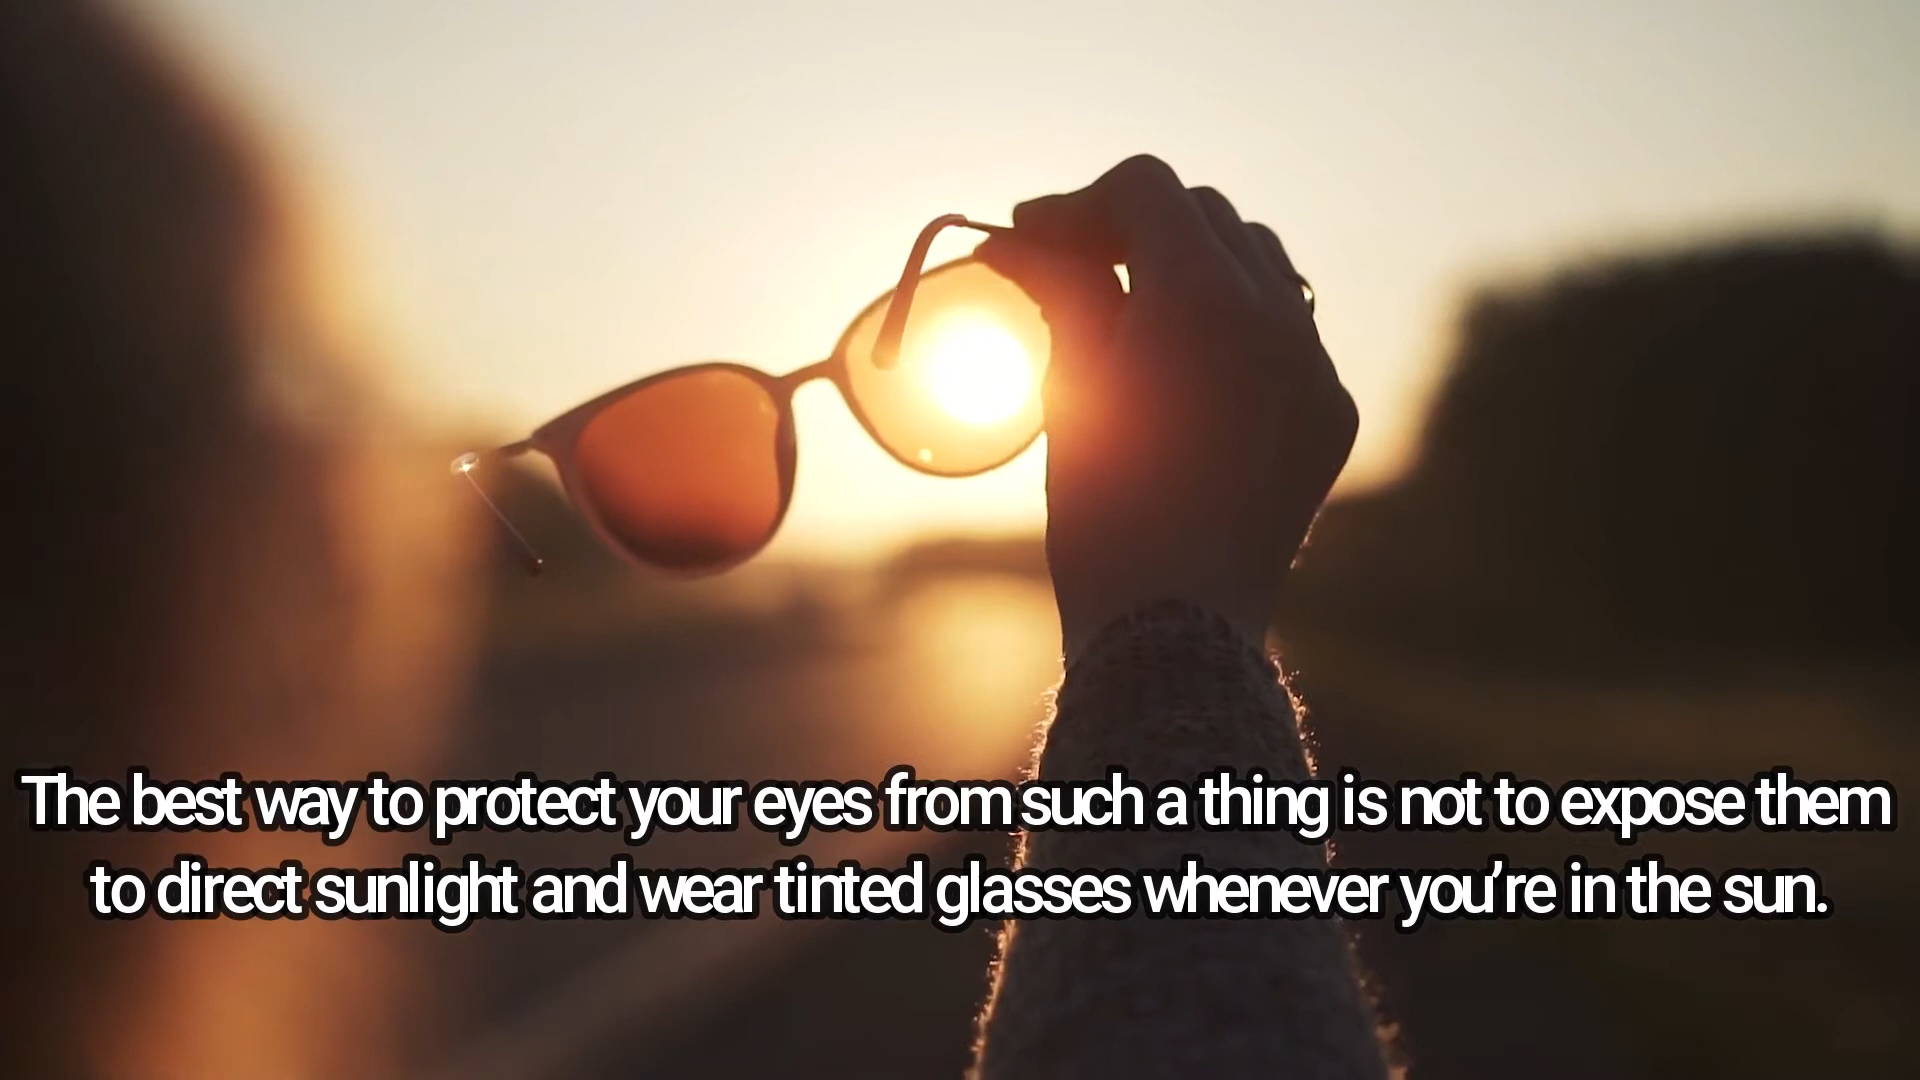 The best way to protect your eyes from such a thing is not to expose them
to direct sunlight and wear tinted glasses whenever you’re in the sun.